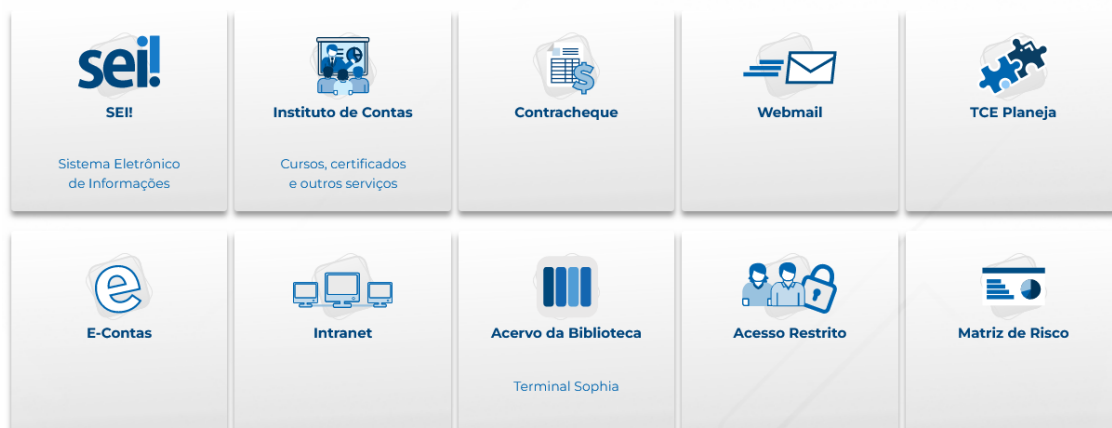 sei!
SEI!
Sistema Eletrônico
de Informações
Instituto de Contas
Cursos, certificados
e outros serviços
Contracheque
Webmail
TCE Planeja
e
E-Contas
Intranet
Acervo da Biblioteca
Terminal Sophia
Acesso Restrito
Matriz de Risco